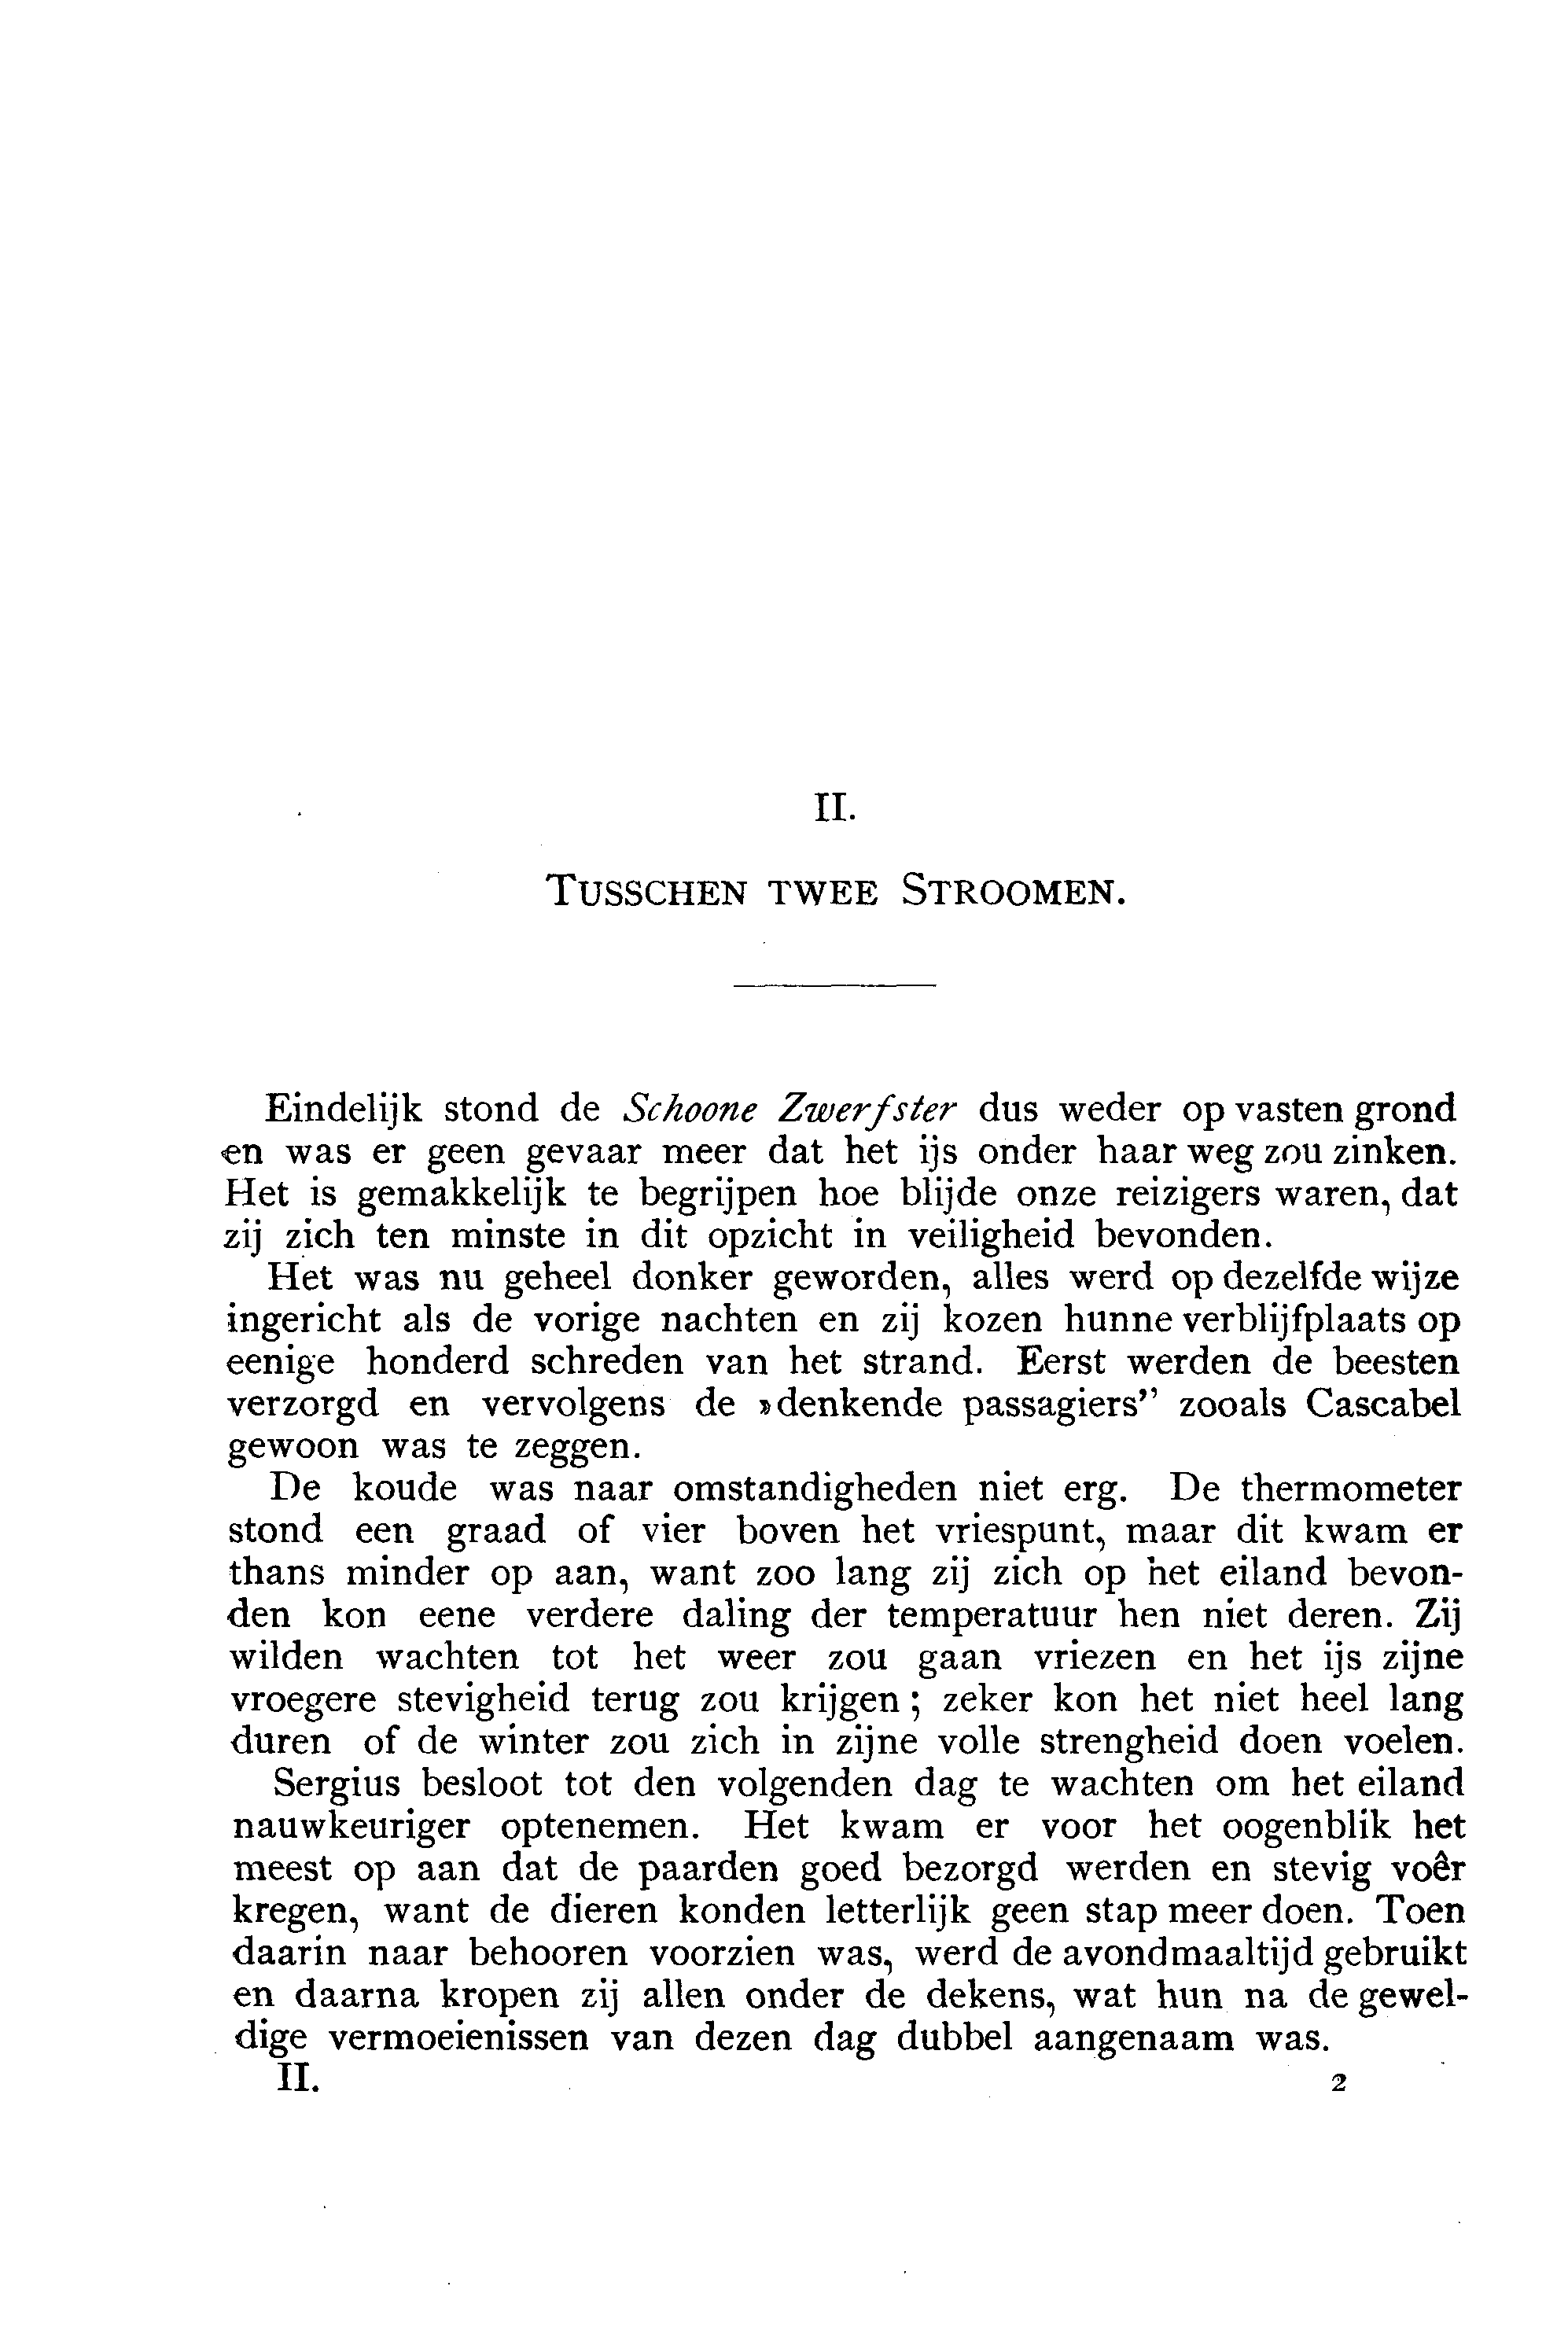 II.
TUSSCHEN TWEE STROOMEN.
Eindelijk stond de Schoone Zwerfster dus weder op vasten grond
en was er geen gevaar meer dat het ijs onder haar weg zou zinken.
Het is gemakkelijk te begrijpen hoe blijde onze reizigers waren, dat
zij zich ten minste in dit opzicht in veiligheid bevonden.
Het was nu geheel donker geworden, alles werd op dezelfde wijze
ingericht als de vorige nachten en zij kozen hunne verblijfplaats op
eenige honderd schreden van het strand. Eerst werden de beesten
verzorgd en vervolgens de »denkende passagiers” zooals Cascabel
gewoon was te zeggen.
De koude was naar omstandigheden niet erg. De thermometer
stond een graad of vier boven het vriespunt, maar dit kwam er
thans minder op aan, want zoo lang zij zich op het eiland bevon-
den kon eene verdere daling der temperatuur hen niet deren. Zij
wilden wachten tot het weer zou gaan vriezen en het ijs zijne
vroegere stevigheid terug zou krijgen; zeker kon het niet heel lang
duren of de winter zou zich in zijne volle strengheid doen voelen.
Sergius besloot tot den volgenden dag te wachten om het eiland
nauwkeuriger optenemen. Het kwam er voor het oogenblik het
meest op aan dat de paarden goed bezorgd werden en stevig voêr
kregen, want de dieren konden letterlijk geen stap meer doen. Toen
daarin naar behooren voorzien was, werd de avondmaaltijd gebruikt
en daarna kropen zij allen onder de dekens, wat hun na de gewel-
dige vermoeienissen van dezen dag dubbel aangenaam was.
II. 2